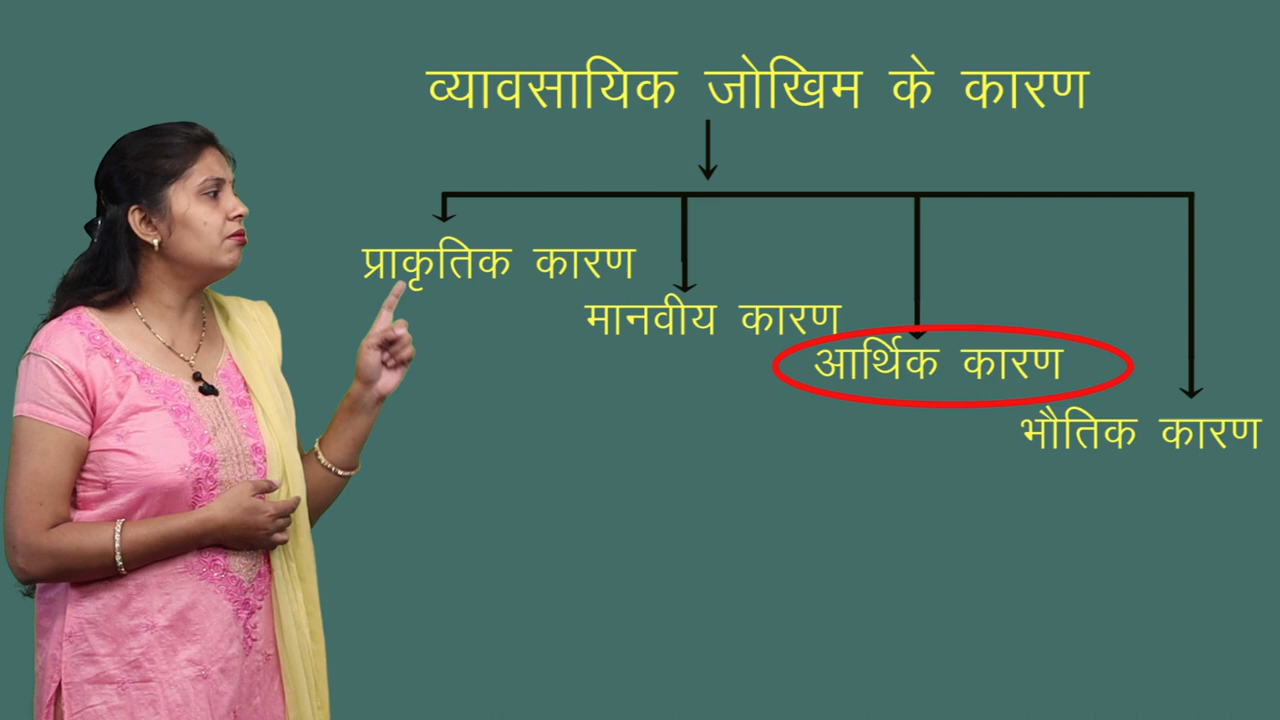 व्यावसायिक जोखिम के कारण
प्राकृतिक कारण
मानवीय कारण
आर्थिक कारण
भौतिक कारण